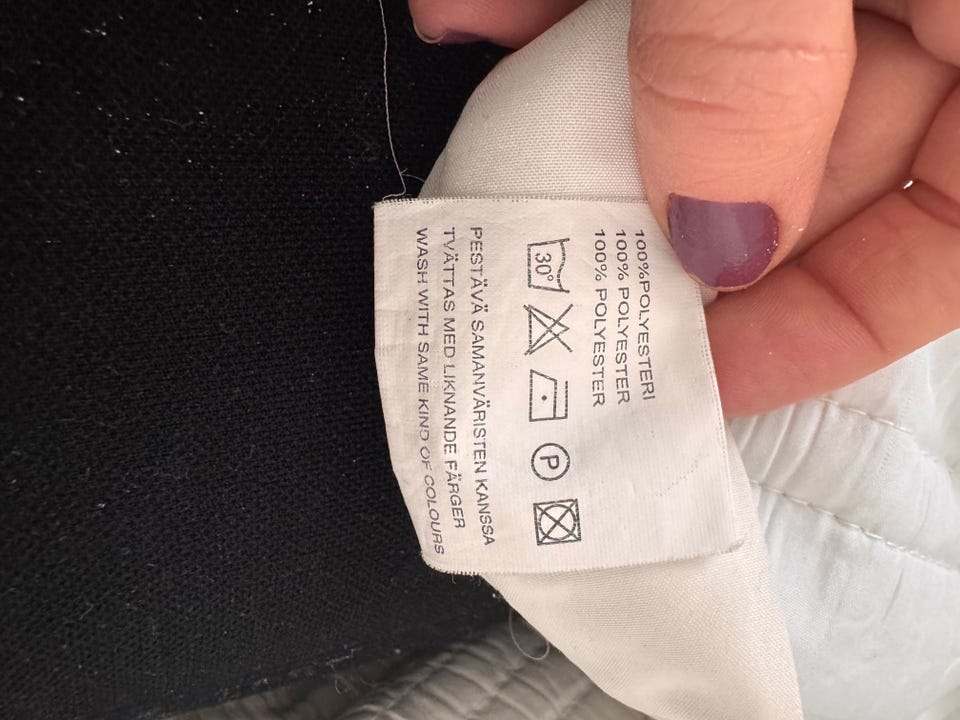 100%POLYESTERI
100% POLYESTER
100% POLYESTER
30°
P
PESTÄVÄ SAMANVÄRISTEN KANSSA
TVÄTTAS MED LIKNANDE FÄRGER
WASH WITH SAME KIND OF COLOURS